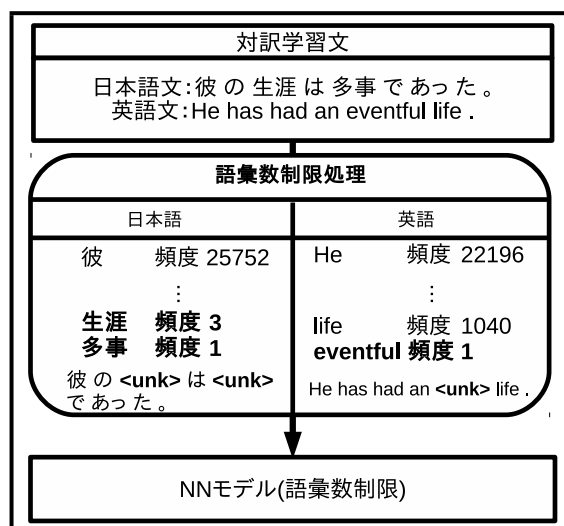 対訳学習文
日本語文:彼 の 生涯 は 多事 で あっ た 。
英語文:He has had an eventful life .
語彙数制限処理
日本語
英語
彼 頻度 25752
⋮
生涯 頻度 3
多事 頻度 1
彼 の <unk> は <unk>
で あっ た 。
He 頻度 22196
⋮
life 頻度 1040
eventful 頻度 1
He has had an <unk> life .
NNモデル(語彙数制限)